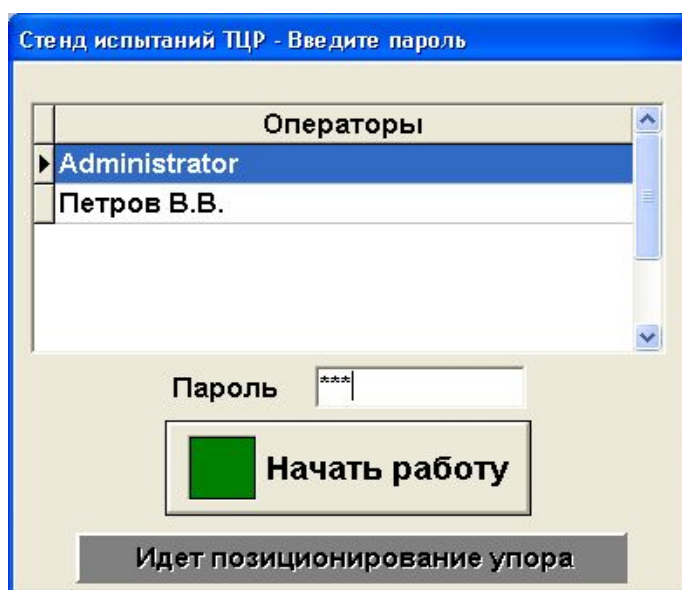 Стенд испытаний ТЦР - Введите пароль
Операторы
Administrator
Петров В.В.
Пароль ***
Начать работу
Идет позиционирование упора